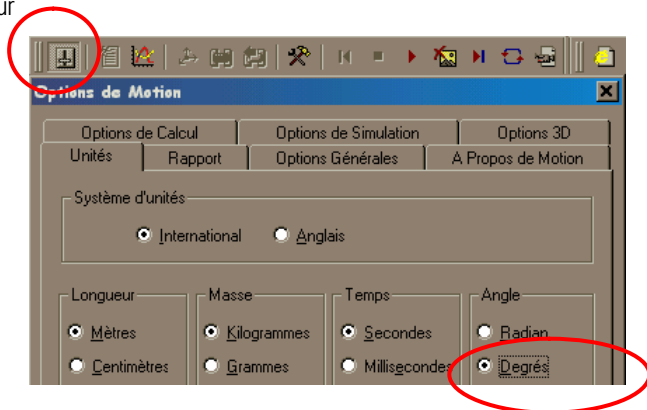 ur
Options de Motion
Options de Calcul Options de Simulation Options 3D
Unités Rapport Options Générales A Propos de Motion
Système d'unités
International Anglais
Longueur Masse Temps Angle
Mètres Kilogrammes Secondes Radian
Centimètres Grammes Millisecondes Degrés